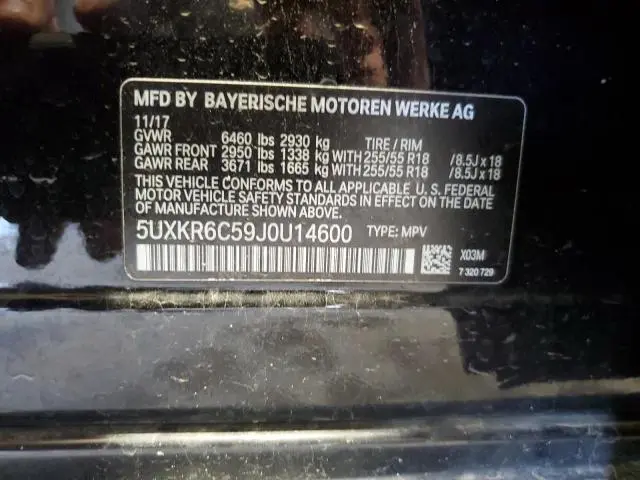 MFD BY BAYERISCHE MOTOREN WERKE AG
11/17
GVWR 6460 lbs 2930 kg TIRE / RIM
GAWR FRONT 2950 lbs 1338 kg WITH 255/55 R18 /8.5J x 18
GAWR REAR 3671 lbs 1665 kg WITH 255/55 R18 /8.5J x 18
THIS VEHICLE CONFORMS TO ALL APPLICABLE U.S. FEDERAL
MOTOR VEHICLE SAFETY STANDARDS IN EFFECT ON THE
DATE OF MANUFACTURE SHOWN ABOVE.
5UXKR6C59J0U14600 TYPE: MPV
X03M
7 320 729